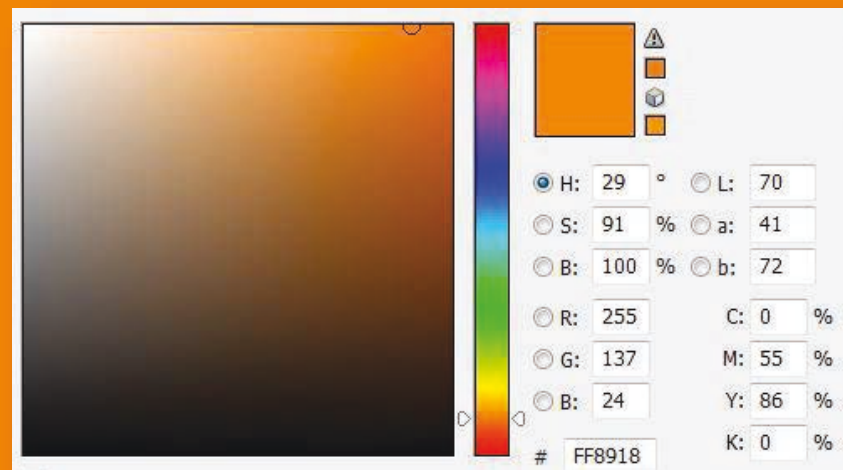 H: 29 ° L: 70
S: 91 % a: 41
B: 100 % b: 72
R: 255 C: 0 %
G: 137 M: 55 %
B: 24 Y: 86 %
# FF8918 K: 0 %